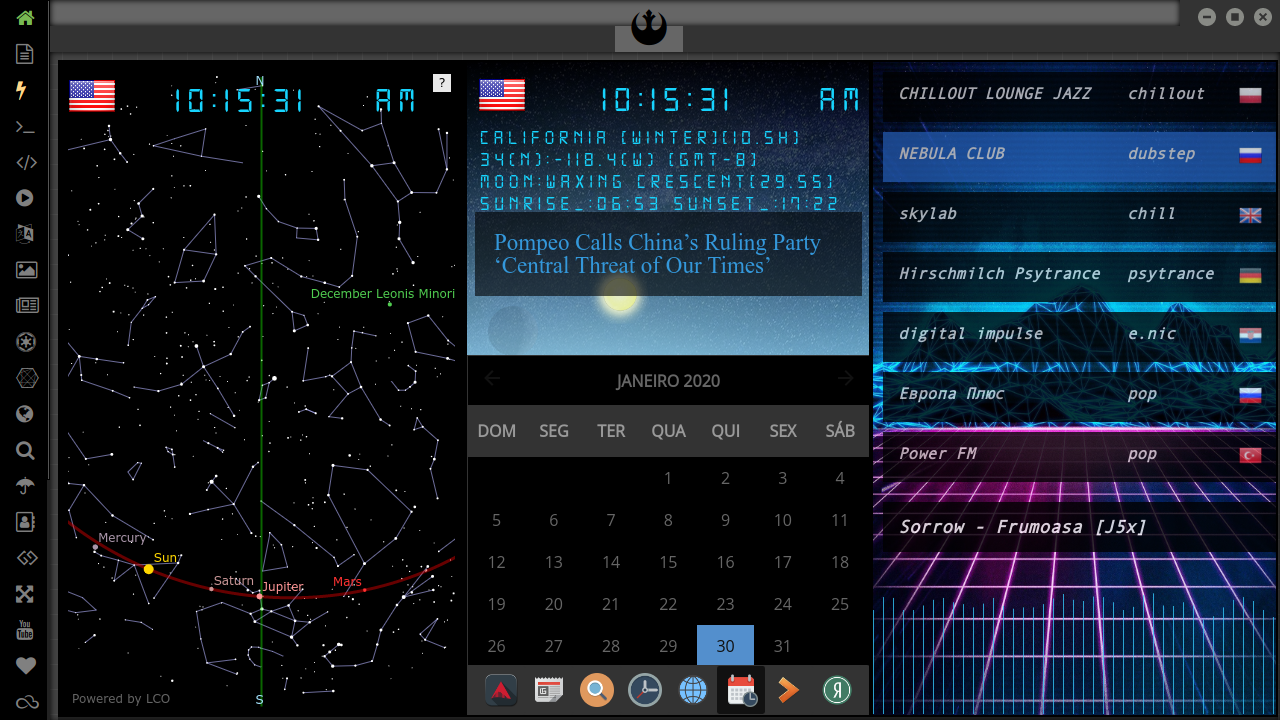 N
10:15:31 AM
?
December Leonis Minori
Mercury
Sun
Saturn
Jupiter
Mars
Powered by LCO
S
10:15:31 AM
CALIFORNIA (WINTER)[10.5H]
34(N):-118.4(W) [GMT-8]
MOON:WAXING CRESCENT[29.55]
SUNRISE_:06:53 SUNSET_:17:22
Pompeo Calls China’s Ruling Party
‘Central Threat of Our Times’
JANEIRO 2020
DOM SEG TER QUA QUI SEX SÁB
1 2 3 4
5 6 7 8 9 10 11
12 13 14 15 16 17 18
19 20 21 22 23 24 25
26 27 28 29 30 31
CHILLOUT LOUNGE JAZZ chillout
NEBULA CLUB dubstep
skylab chill
Hirschmilch Psytrance psytrance
digital impulse e.nic
Европа Плюс pop
Power FM pop
Sorrow - Frumoasa [J5x]
You
Tube
Я